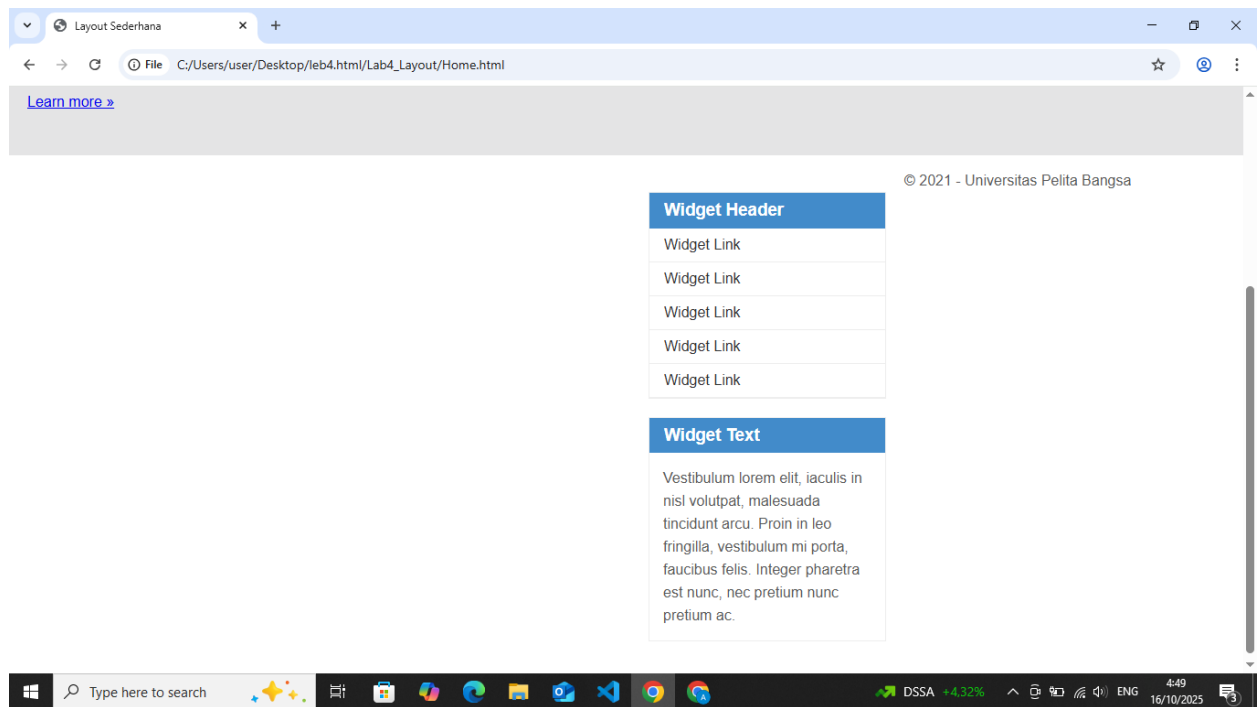 Layout Sederhana
File C:/Users/user/Desktop/leb4.html/Lab4_Layout/Home.html
Learn more »
© 2021 - Universitas Pelita Bangsa
Widget Header
Widget Link
Widget Link
Widget Link
Widget Link
Widget Link
Widget Text
Vestibulum lorem elit, iaculis in
nisl volutpat, malesuada
tincidunt arcu. Proin in leo
fringilla, vestibulum mi porta,
faucibus felis. Integer pharetra
est nunc, nec pretium nunc
pretium ac.
Type here to search
DSSA +4,32%
ENG
4:49
16/10/2025
3